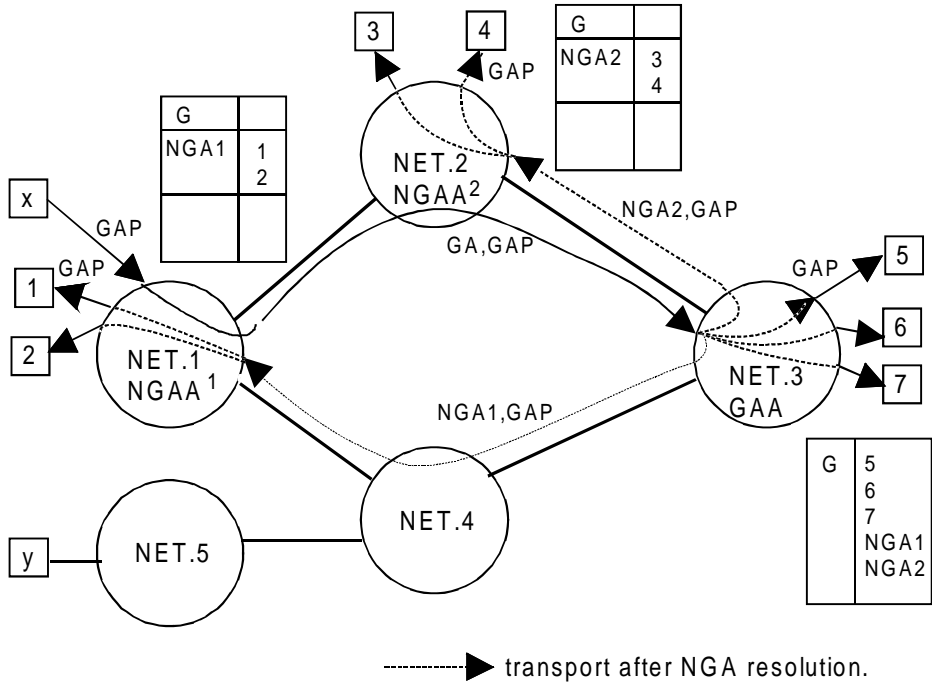 3
4
GAP
G
NGA2 3
4
G
NGA1 1
2
NET.2
NGAA2
x
GAP
NGA2,GAP
GA,GAP
GAP
1
2
GAP
5
6
7
NET.1
NGAA1
NET.3
GAA
NGA1,GAP
NET.4
G 5
6
7
NGA1
NGA2
y
NET.5
transport after NGA resolution.